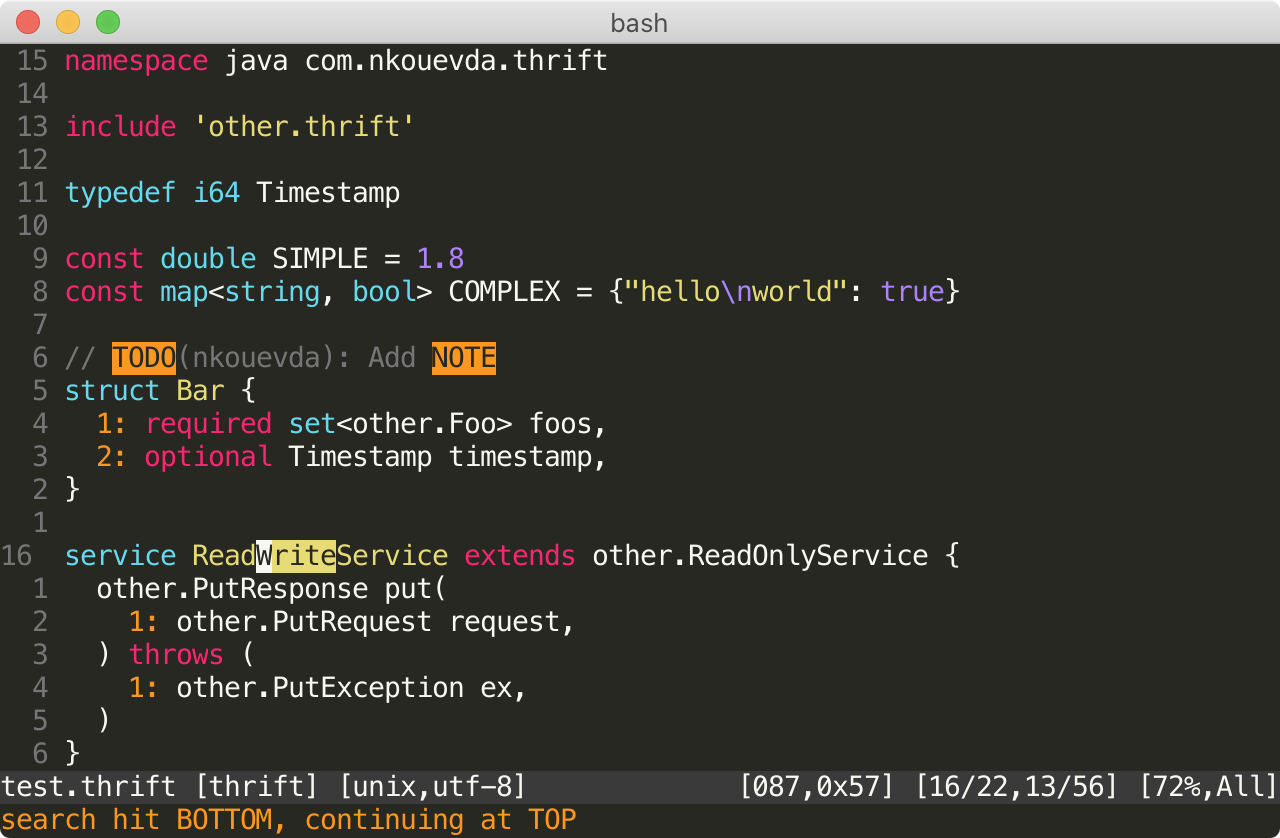 bash
15 namespace java com.nkouevda.thrift
14
13 include 'other.thrift'
12
11 typedef i64 Timestamp
10
9 const double SIMPLE = 1.8
8 const map<string, bool> COMPLEX = {"hello\nworld": true}
7
6 // TODO(nkouevda): Add NOTE
5 struct Bar {
4   1: required set<other.Foo> foos,
3   2: optional Timestamp timestamp,
2 }
1
16 service ReadWriteService extends other.ReadOnlyService {
1   other.PutResponse put(
2     1: other.PutRequest request,
3   ) throws (
4     1: other.PutException ex,
5   )
6 }
test.thrift [thrift] [unix,utf-8] [087,0x57] [16/22,13/56] [72%,All]
search hit BOTTOM, continuing at TOP